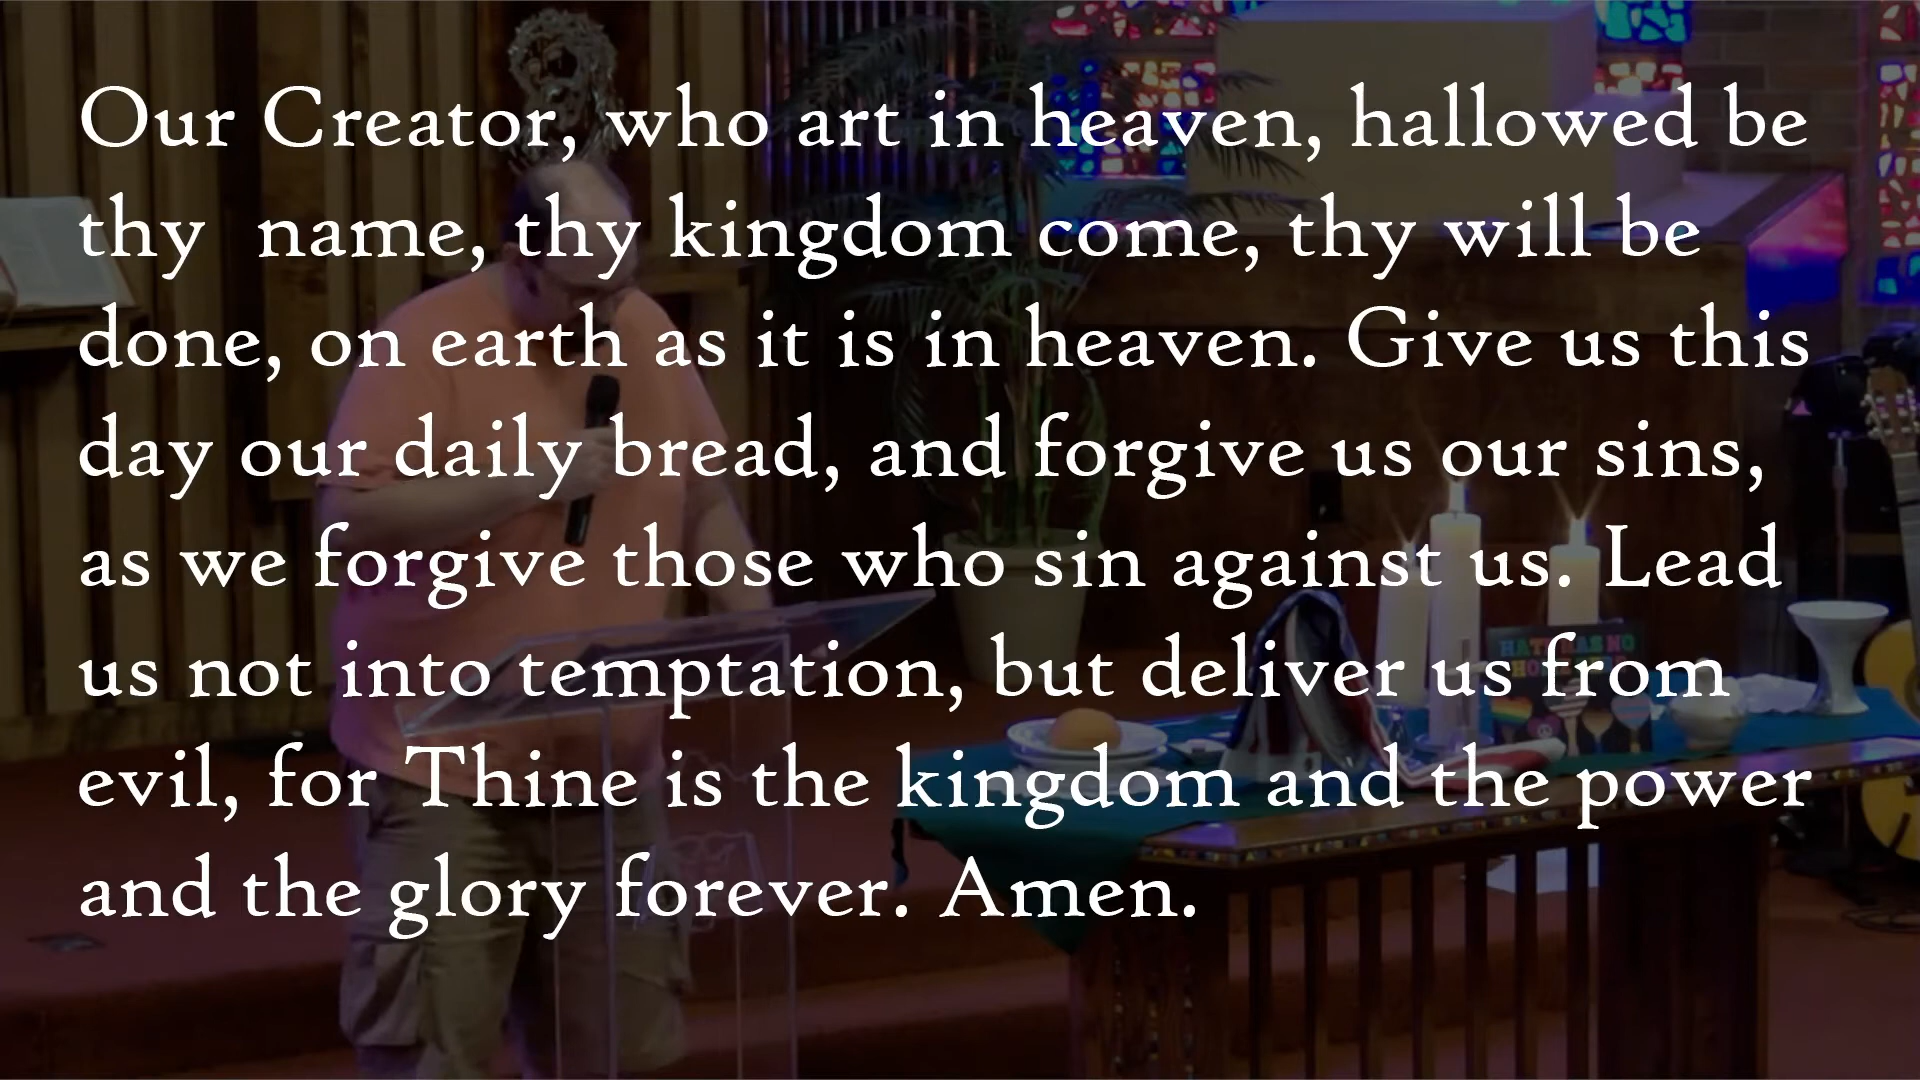 Our Creator, who art in heaven, hallowed be
thy name, thy kingdom come, thy will be
done, on earth as it is in heaven. Give us this
day our daily bread, and forgive us our sins,
as we forgive those who sin against us. Lead
us not into temptation, but deliver us from
evil, for Thine is the kingdom and the power
and the glory forever. Amen.
HATE HAS NO